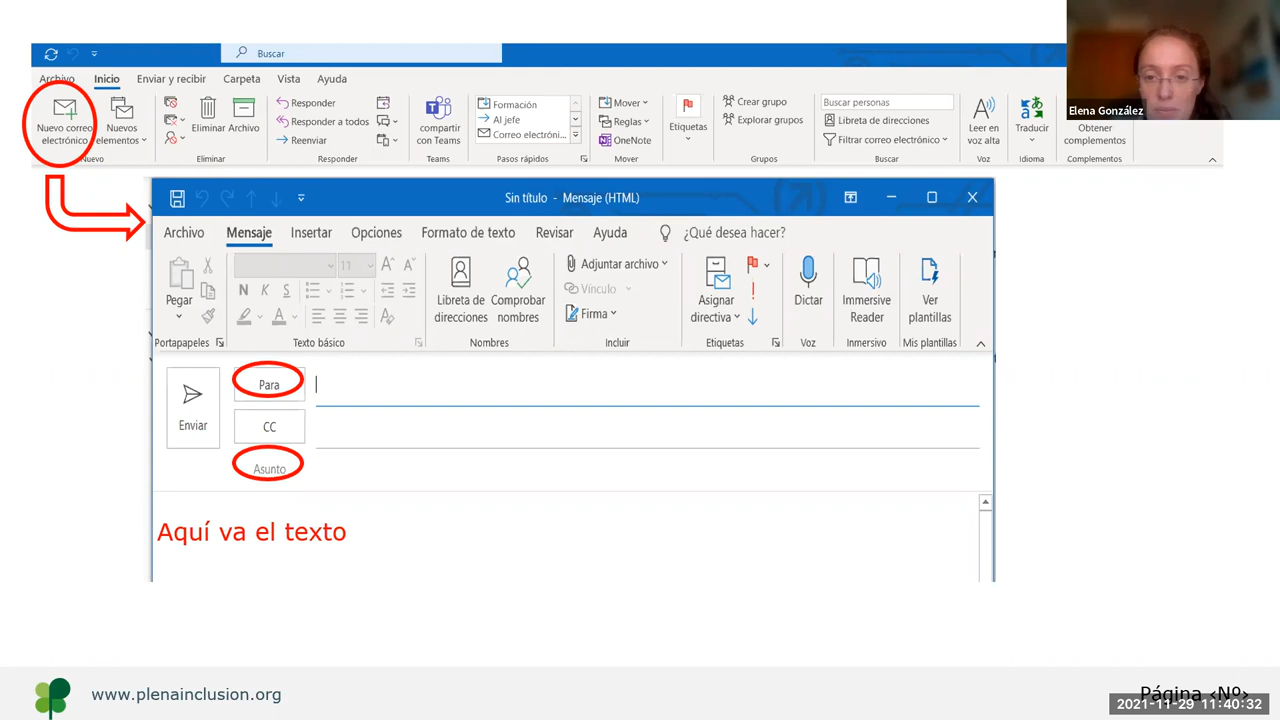 Buscar
Archivo Inicio Enviar y recibir Carpeta Vista Ayuda
Nuevo correo electrónico
Nuevos elementos
Nuevo
Eliminar Archivo
Eliminar
Responder
Responder a todos
Reenviar
Responder
compartir con Teams
Teams
Formación
Al jefe
Correo electróni...
Pasos rápidos
Mover
Reglas
OneNote
Mover
Etiquetas
Crear grupo
Explorar grupos
Grupos
Buscar personas
Libreta de direcciones
Filtrar correo electrónico
Buscar
Leer en voz alta
Voz
Traducir
Idioma
Obtener complementos
Complementos
Elena González
Sin título - Mensaje (HTML)
Archivo Mensaje Insertar Opciones Formato de texto Revisar Ayuda ¿Qué desea hacer?
Pegar
Portapapeles
11
N K S
A
Texto básico
Libreta de direcciones
Comprobar nombres
Nombres
Adjuntar archivo
Vínculo
Firma
Incluir
Asignar directiva
Etiquetas
Dictar
Voz
Immersive Reader
Inmersivo
Ver plantillas
Mis plantillas
Enviar
Para
CC
Asunto
Aquí va el texto
www.plenainclusion.org
Página ‹Nº›
2021-11-29 11:40:32